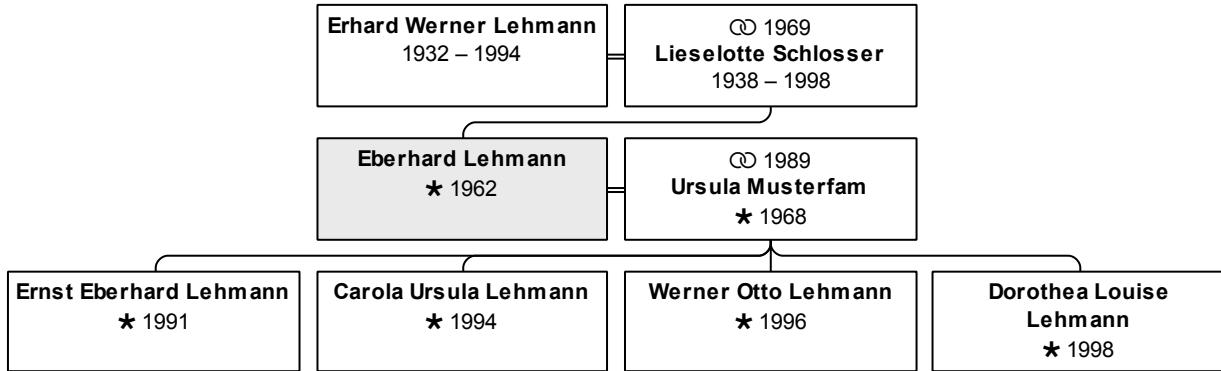 Erhard Werner Lehmann
1932 – 1994
⚭ 1969
Lieselotte Schlosser
1938 – 1998
Eberhard Lehmann
★ 1962
⚭ 1989
Ursula Musterfam
★ 1968
Ernst Eberhard Lehmann
★ 1991
Carola Ursula Lehmann
★ 1994
Werner Otto Lehmann
★ 1996
Dorothea Louise
Lehmann
★ 1998